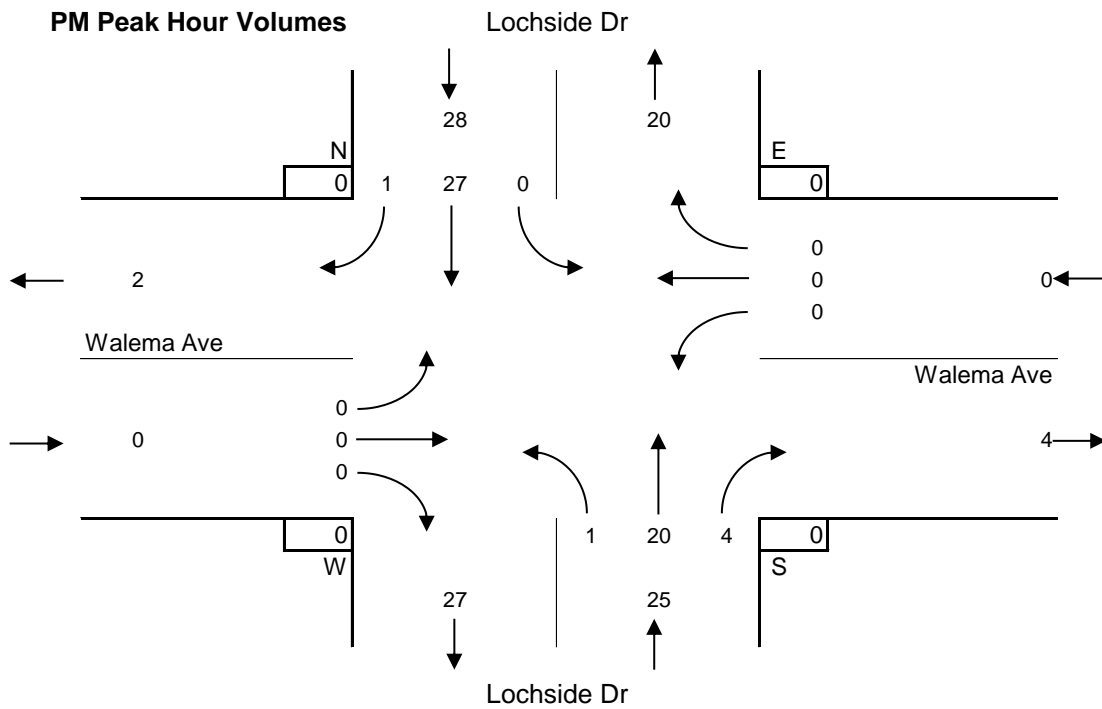 PM Peak Hour Volumes Lochside Dr
28 20
N E
0 1 27 0 0
0
2 0 0
0
Walema Ave
Walema Ave
0
0 0 4
0
0 1 20 4 0
W S
27 25
Lochside Dr